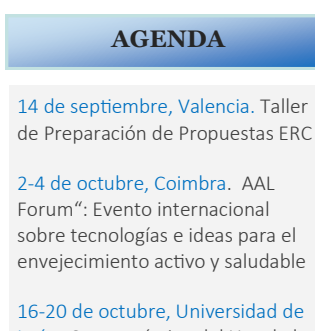 AGENDA
14 de septiembre, Valencia. Taller
de Preparación de Propuestas ERC
2-4 de octubre, Coimbra. AAL
Forum“: Evento internacional
sobre tecnologías e ideas para el
envejecimiento activo y saludable
16-20 de octubre, Universidad de